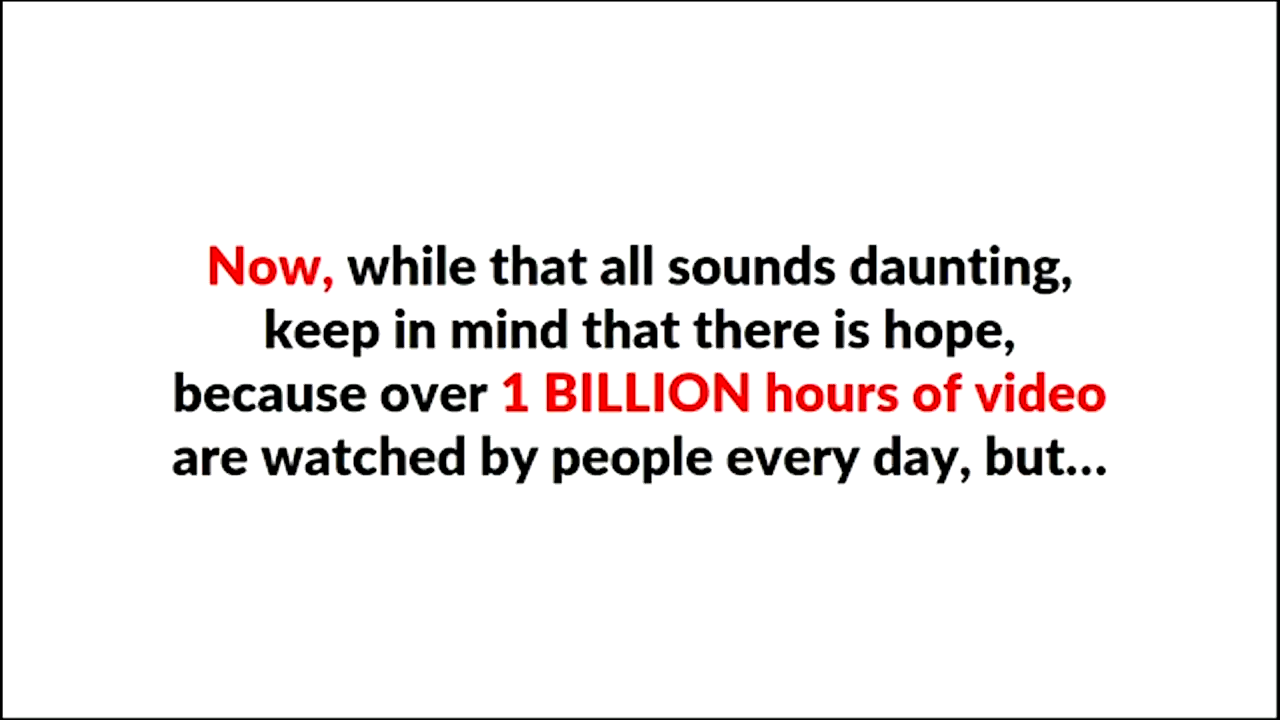 Now, while that all sounds daunting,
keep in mind that there is hope,
because over 1 BILLION hours of video
are watched by people every day, but...